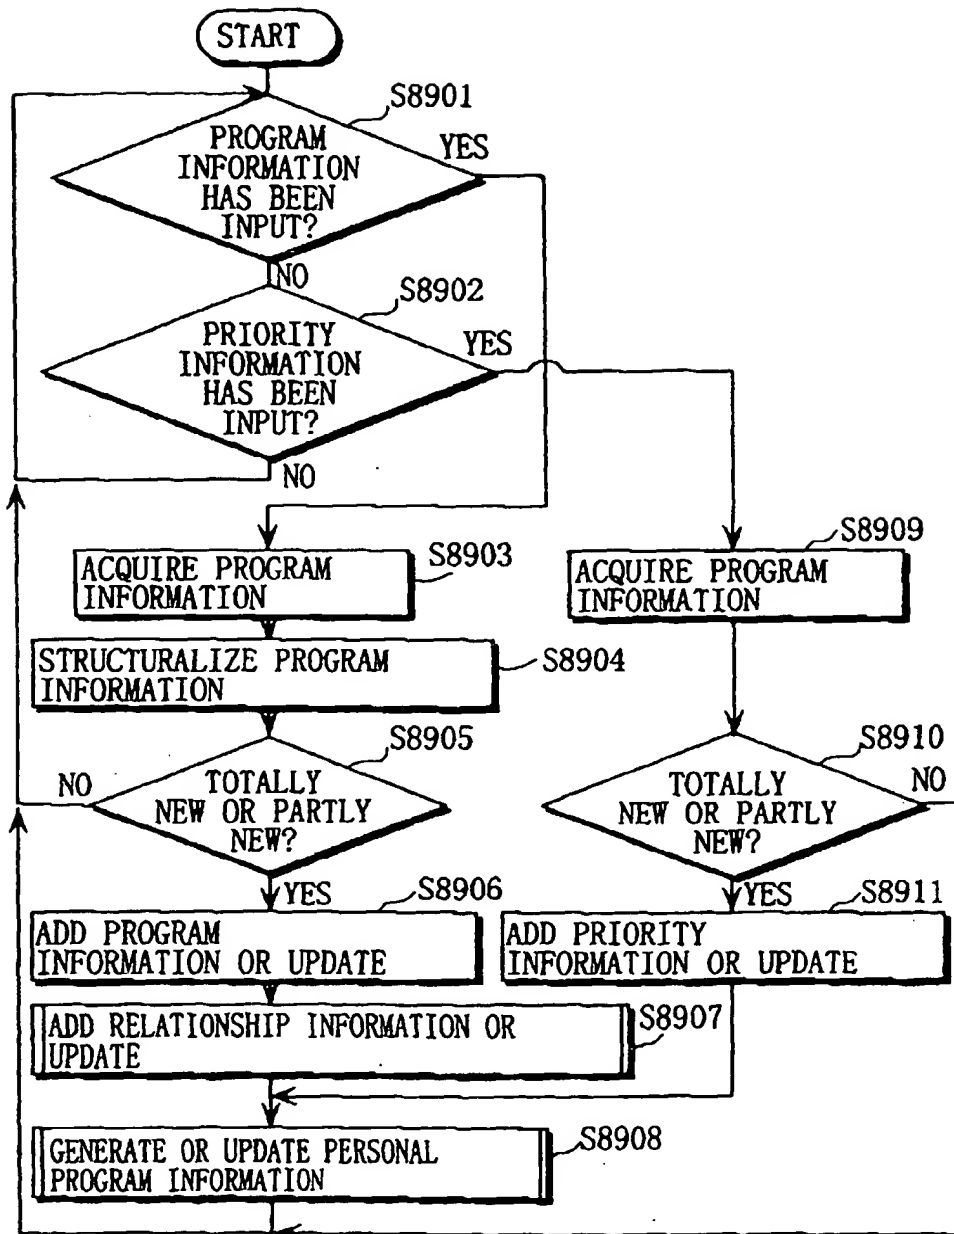 START
S8901
PROGRAM
INFORMATION
HAS BEEN
INPUT?
YES
NO
S8902
PRIORITY
INFORMATION
HAS BEEN
INPUT?
YES
NO
S8903
ACQUIRE PROGRAM
INFORMATION
S8909
ACQUIRE PROGRAM
INFORMATION
STRUCTURALIZE PROGRAM
INFORMATION
S8904
S8905
NO
TOTALLY
NEW OR PARTLY
NEW?
YES
S8910
TOTALLY
NEW OR PARTLY
NEW?
NO
YES
S8906
ADD PROGRAM
INFORMATION OR UPDATE
S8911
ADD PRIORITY
INFORMATION OR UPDATE
ADD RELATIONSHIP INFORMATION OR
UPDATE
S8907
GENERATE OR UPDATE PERSONAL
PROGRAM INFORMATION
S8908